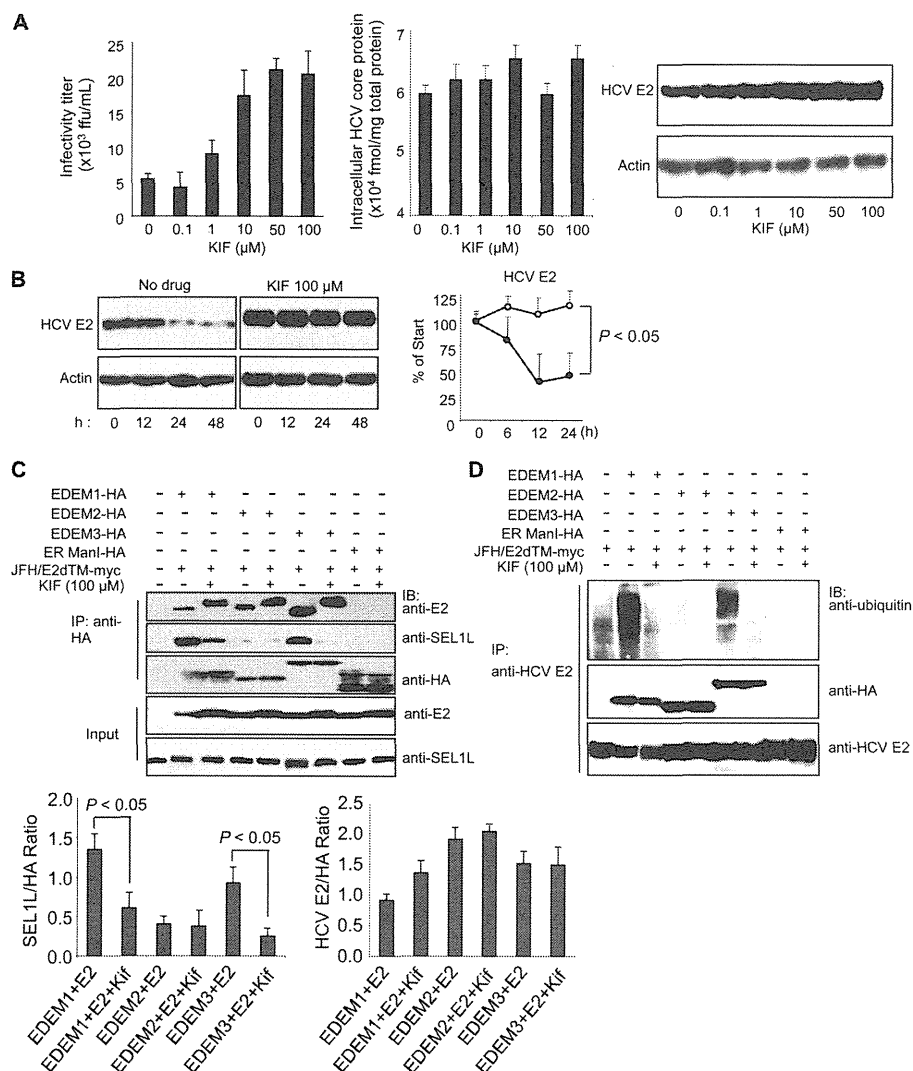 A
Infectivity titer
(x10³ ffu/mL)
25
20
15
10
5
0
0 0.1 1 10 50 100
KIF (µM)
Intracellular HCV core protein
(x10⁴ fmol/mg total protein)
7
6
5
4
0 0.1 1 10 50 100
KIF (µM)
HCV E2
Actin
0 0.1 1 10 50 100
KIF (µM)
B
No drug KIF 100 µM
HCV E2
Actin
h : 0 12 24 48 0 12 24 48
HCV E2
% of Start
125
100
75
50
25
0
0 6 12 24 (h)
P < 0.05
C
EDEM1-HA - + + - - - - - -
EDEM2-HA - - - + + - - - -
EDEM3-HA - - - - - + + - -
ER ManI-HA - - - - - - - + +
JFH/E2dTM-myc - + + + + + + + +
KIF (100 µM) - - + - + - + - +
IP: anti-
HA
IB:
anti-E2
anti-SEL1L
anti-HA
Input
anti-E2
anti-SEL1L
SEL1L/HA Ratio
2.0
1.5
1.0
0.5
0.0
P < 0.05
P < 0.05
EDEM1+E2
EDEM1+E2+Kif
EDEM2+E2
EDEM2+E2+Kif
EDEM3+E2
EDEM3+E2+Kif
HCV E2/HA Ratio
2.5
2.0
1.5
1.0
0.5
0.0
EDEM1+E2
EDEM1+E2+Kif
EDEM2+E2
EDEM2+E2+Kif
EDEM3+E2
EDEM3+E2+Kif
D
EDEM1-HA - + + - - - - - -
EDEM2-HA - - - + + - - - -
EDEM3-HA - - - - - + + - -
ER ManI-HA - - - - - - - + +
JFH/E2dTM-myc + + + + + + + + +
KIF (100 µM) - - + - + - + - +
IP:
anti-HCV E2
IB:
anti-ubiquitin
anti-HA
anti-HCV E2